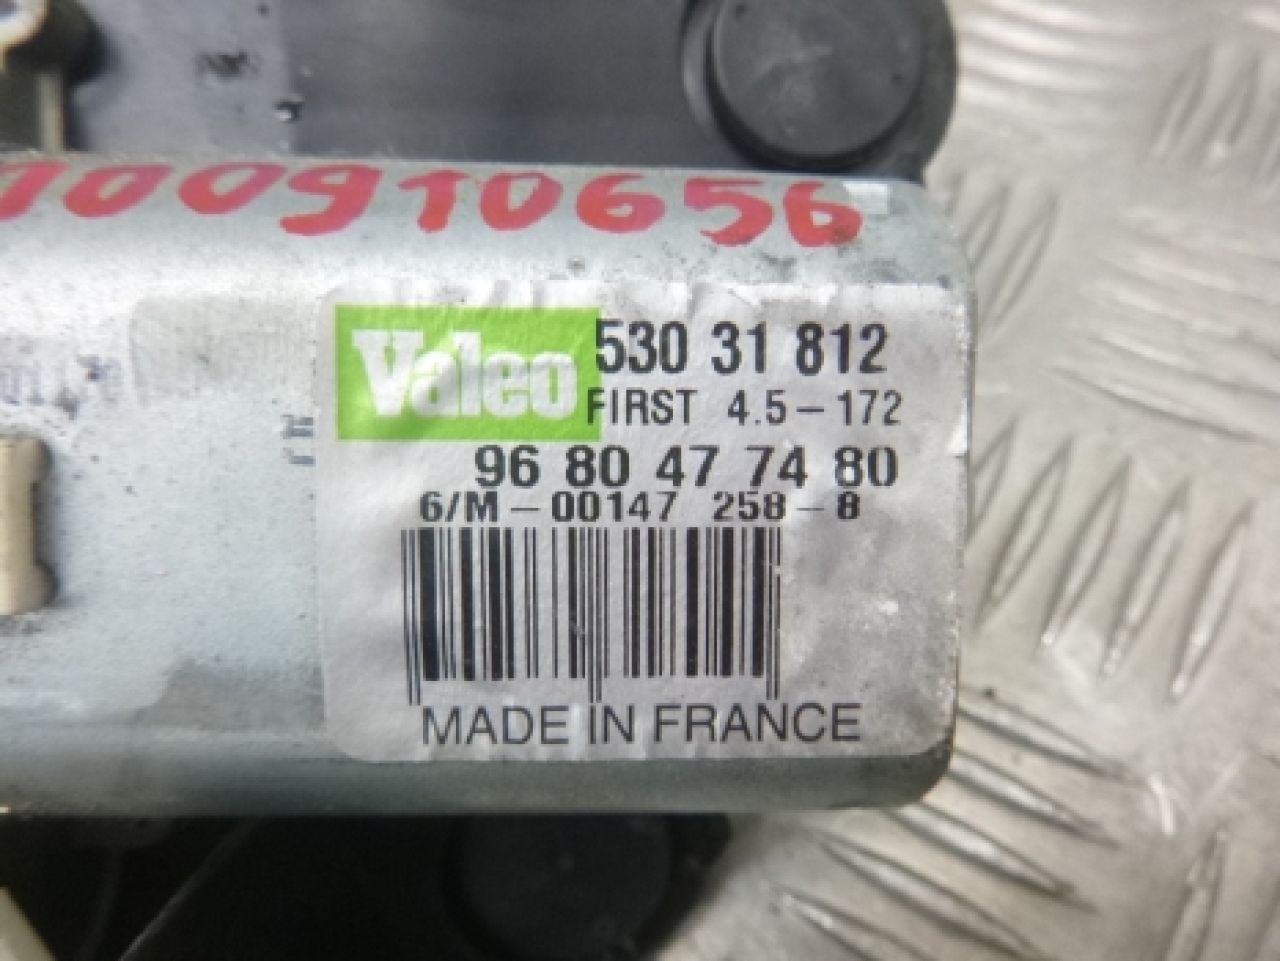 100910656
Valeo
530 31 812
FIRST 4.5-172
96 80 47 74 80
6/M-00147 258-8
MADE IN FRANCE